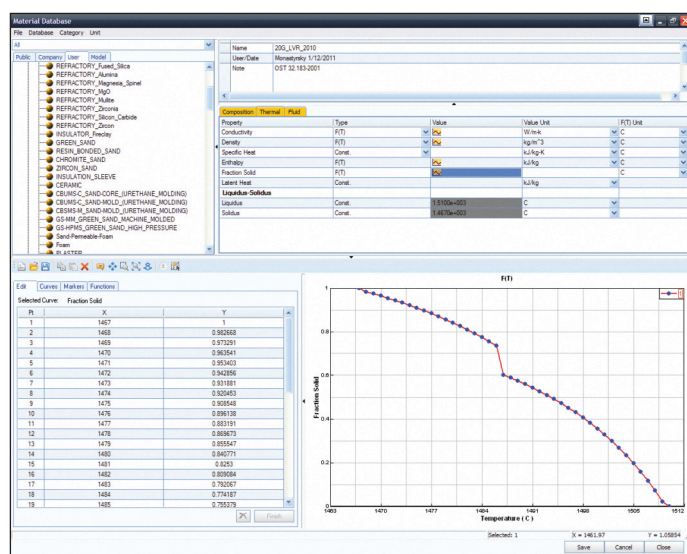 Material Database
File Database Category Unit
All
Public Company User Model
REFRACTORY_Fused_Silica
REFRACTORY_Alumina
REFRACTORY_Magnesia_Spinel
REFRACTORY_MgO
REFRACTORY_Mullite
REFRACTORY_Zirconia
REFRACTORY_Silicon_Carbide
REFRACTORY_Zircon
INSULATOR_Fireclay
GREEN_SAND
RESIN_BONDED_SAND
CHROMITE_SAND
ZIRCON_SAND
INSULATION_SLEEVE
CERAMIC
CBUMS-C_SAND-CORE_(URETHANE_MOLDING)
CBUMS-C_SAND-MOLD_(URETHANE_MOLDING)
CBSMS-M_SAND-MOLD_(URETHANE_MOLDING)
GS-MM_GREEN_SAND_MACHINE_MOLDED
GS-HPMS_GREEN_SAND_HIGH_PRESSURE
Sand-Permeable-Foam
Foam
PLASTER
Name 20G_LVR_2010
User/Date Monastyrsky 1/12/2011
Note OST 32.183-2001
Composition Thermal Fluid
Property Type Value Value Unit F(T) Unit
Conductivity F(T) W/m-k C
Density F(T) kg/m^3 C
Specific Heat Const. kJ/kg-K C
Enthalpy F(T) kJ/kg C
Fraction Solid F(T) C
Latent Heat Const. kJ/kg
Liquidus-Solidus
Liquidus Const. 1.5100e+003 C
Solidus Const. 1.4670e+003 C
Edit Curves Markers Functions
Selected Curve: Fraction Solid
Pt X Y
1 1467 1
2 1468 0.982668
3 1469 0.973291
4 1470 0.963541
5 1471 0.953403
6 1472 0.942856
7 1473 0.931881
8 1474 0.920453
9 1475 0.908548
10 1476 0.896138
11 1477 0.883191
12 1478 0.869673
13 1479 0.855547
14 1480 0.840771
15 1481 0.8253
16 1482 0.809084
17 1483 0.792067
18 1484 0.774187
19 1485 0.755379
Finish
F(T)
1
Fraction Solid
1
0.8
0.6
0.4
0.2
0
1463 1470 1477 1484 1491 1498 1505 1512
Temperature ( C )
Selected: 1 X = 1461.97 Y = 1.05834
Save Cancel Close